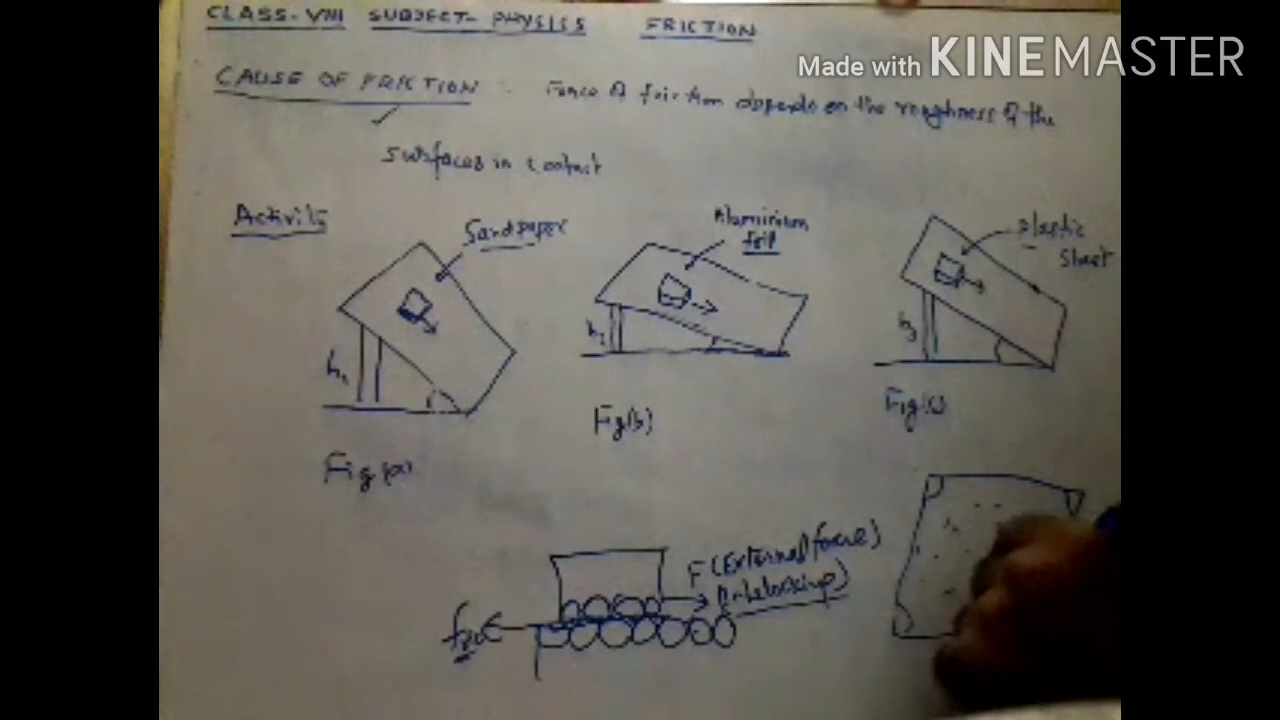 CLASS-VIII SUBJECT- PHYSICS FRICTION
Made with KINEMASTER
CAUSE OF FRICTION : Force of friction depends on the roughness of the
surfaces in contact
Activity
Sandpaper
Aluminium
foil
plastic
sheet
h1
h2
h3
Fig (a)
Fig (b)
Fig (c)
F (External force)
(Interlocking)